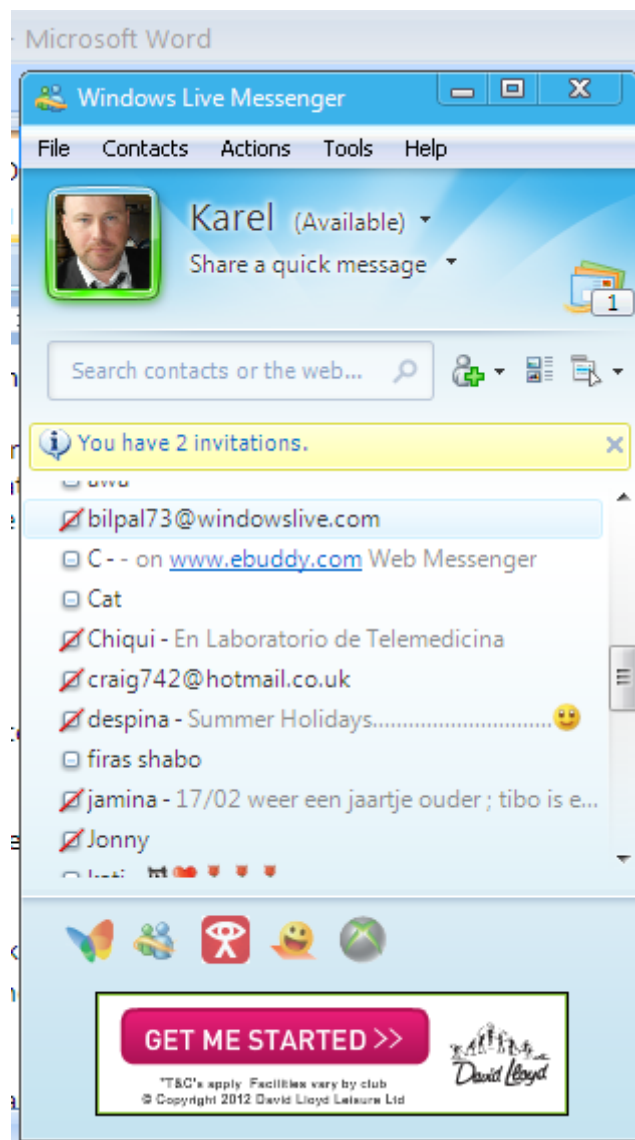 Microsoft Word
Windows Live Messenger
File Contacts Actions Tools Help
Karel (Available)
Share a quick message
1
Search contacts or the web...
You have 2 invitations.
awa
bilpal73@windowslive.com
C - - on www.ebuddy.com Web Messenger
Cat
Chiqui - En Laboratorio de Telemedicina
craig742@hotmail.co.uk
despina - Summer Holidays..............................
firas shabo
jamina - 17/02 weer een jaartje ouder ; tibo is e...
Jonny
GET ME STARTED >>
*T&C's apply Facilities vary by club
© Copyright 2012 David Lloyd Leisure Ltd
David Lloyd